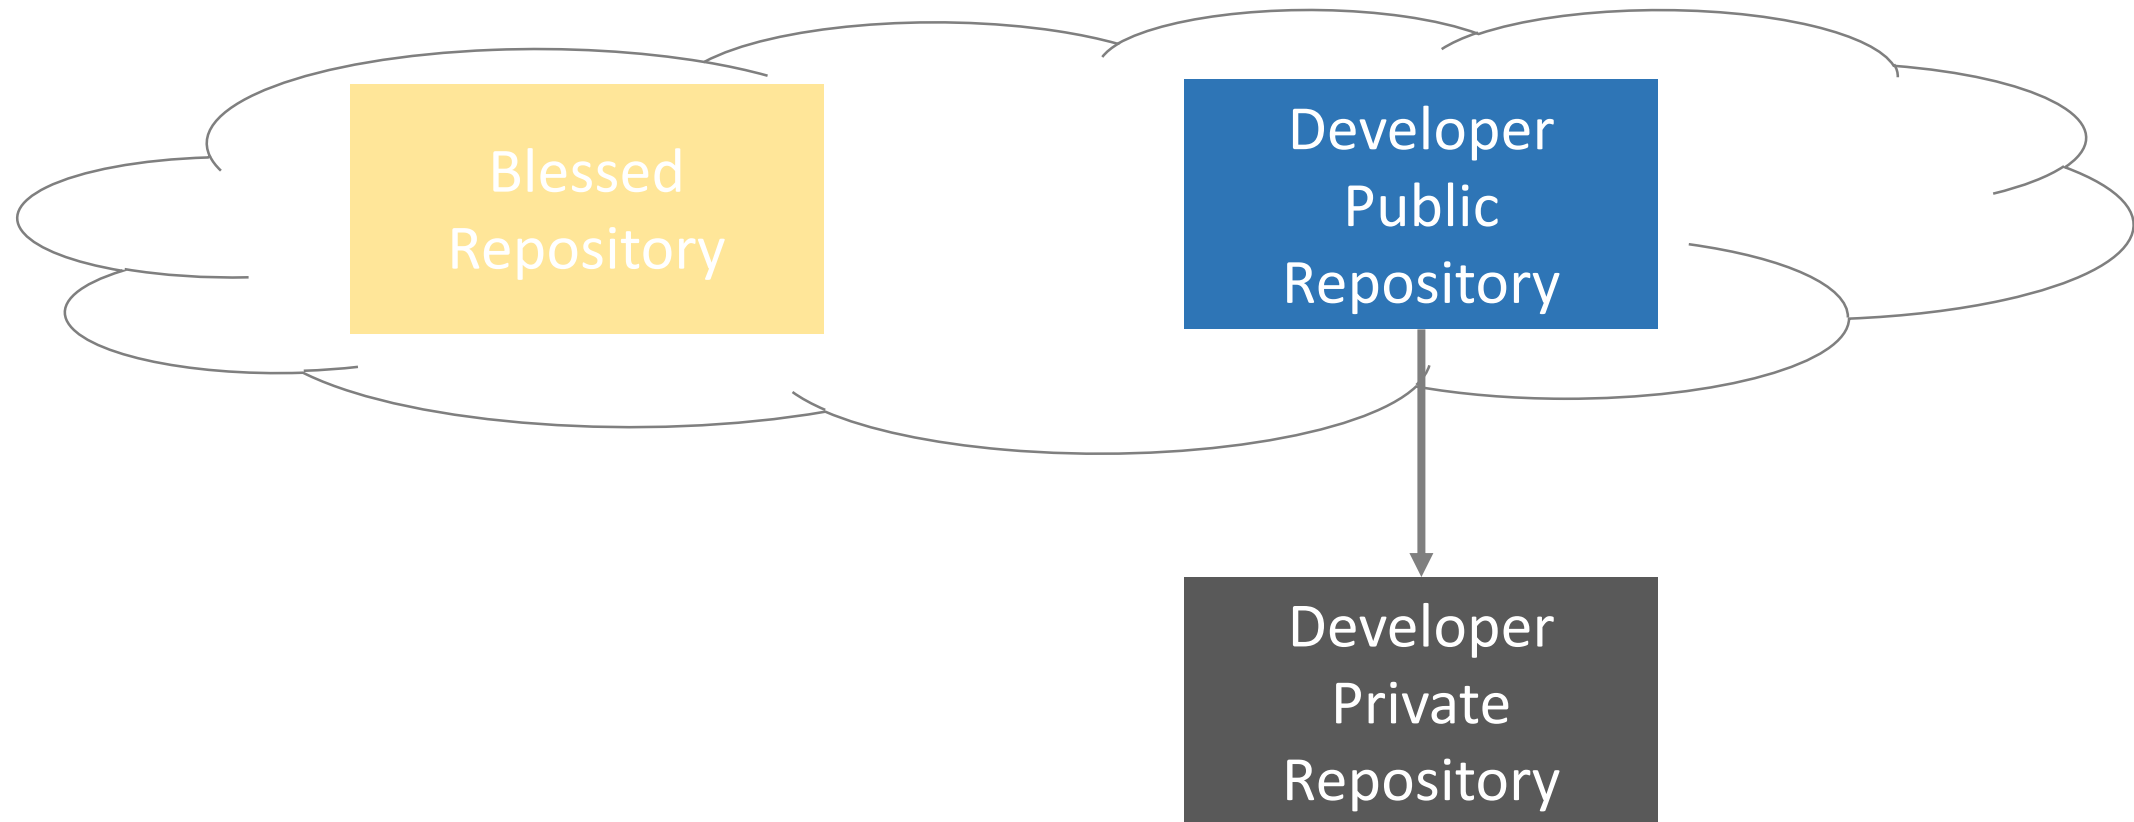 Blessed
Repository
Developer
Public
Repository
Developer
Private
Repository